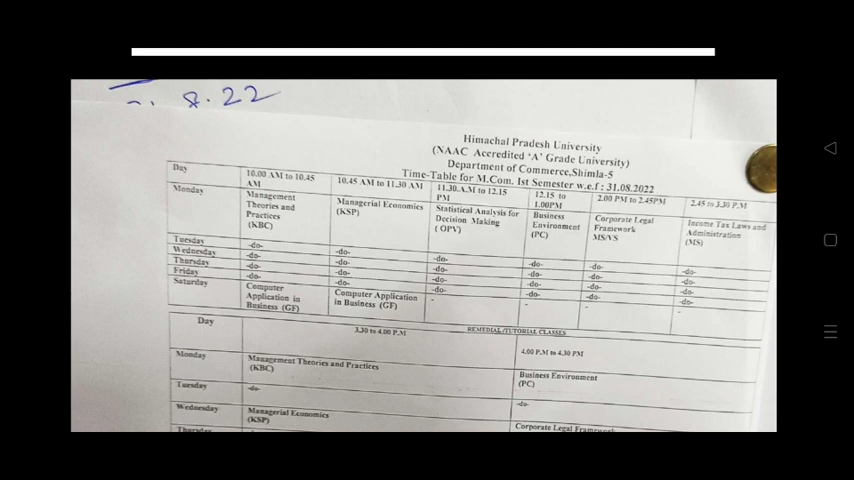 8.22
Himachal Pradesh University
(NAAC Accredited 'A' Grade University)
Department of Commerce,Shimla-5
Time-Table for M.Com. Ist Semester w.e.f : 31.08.2022
Day 10.00 AM to 10.45 AM 10.45 AM to 11.30 AM 11.30.A.M to 12.15 PM 12.15 to 1.00PM 2.00 PM to 2.45PM 2.45 to 3.30 P.M
Monday Management Theories and Practices (KBC) Managerial Economics (KSP) Statistical Analysis for Decision Making ( OPV) Business Environment (PC) Corporate Legal Framework MS/VS Income Tax Laws and Administration (MS)
Tuesday -do- -do- -do- -do- -do- -do-
Wednesday -do- -do- -do- -do- -do- -do-
Thursday -do- -do- -do- -do- -do- -do-
Friday -do- -do- -do- -do- -do- -do-
Saturday Computer Application in Business (GF) Computer Application in Business (GF) - - - -
REMEDIAL/TUTORIAL CLASSES
Day 3.30 to 4.00 P.M 4.00 P.M to 4.30 PM
Monday Management Theories and Practices (KBC) Business Environment (PC)
Tuesday -do- -do-
Wednesday Managerial Economics (KSP) Corporate Legal Framework
Thursday